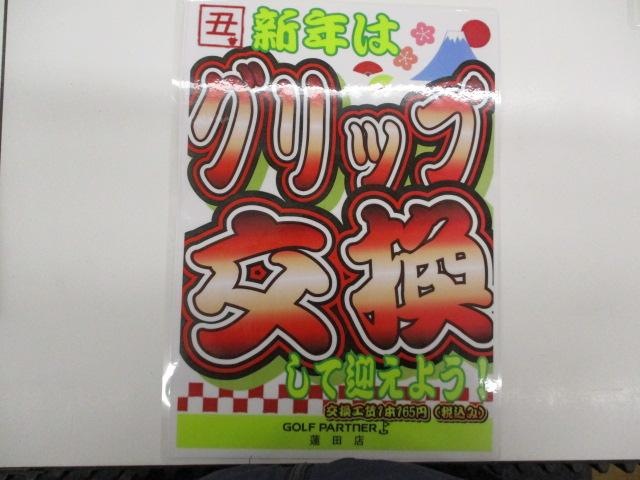 丑
新年は
グリップ
交換
して迎えよう!
交換工賃1本165円(税込み)
GOLF PARTNER
蓮田店